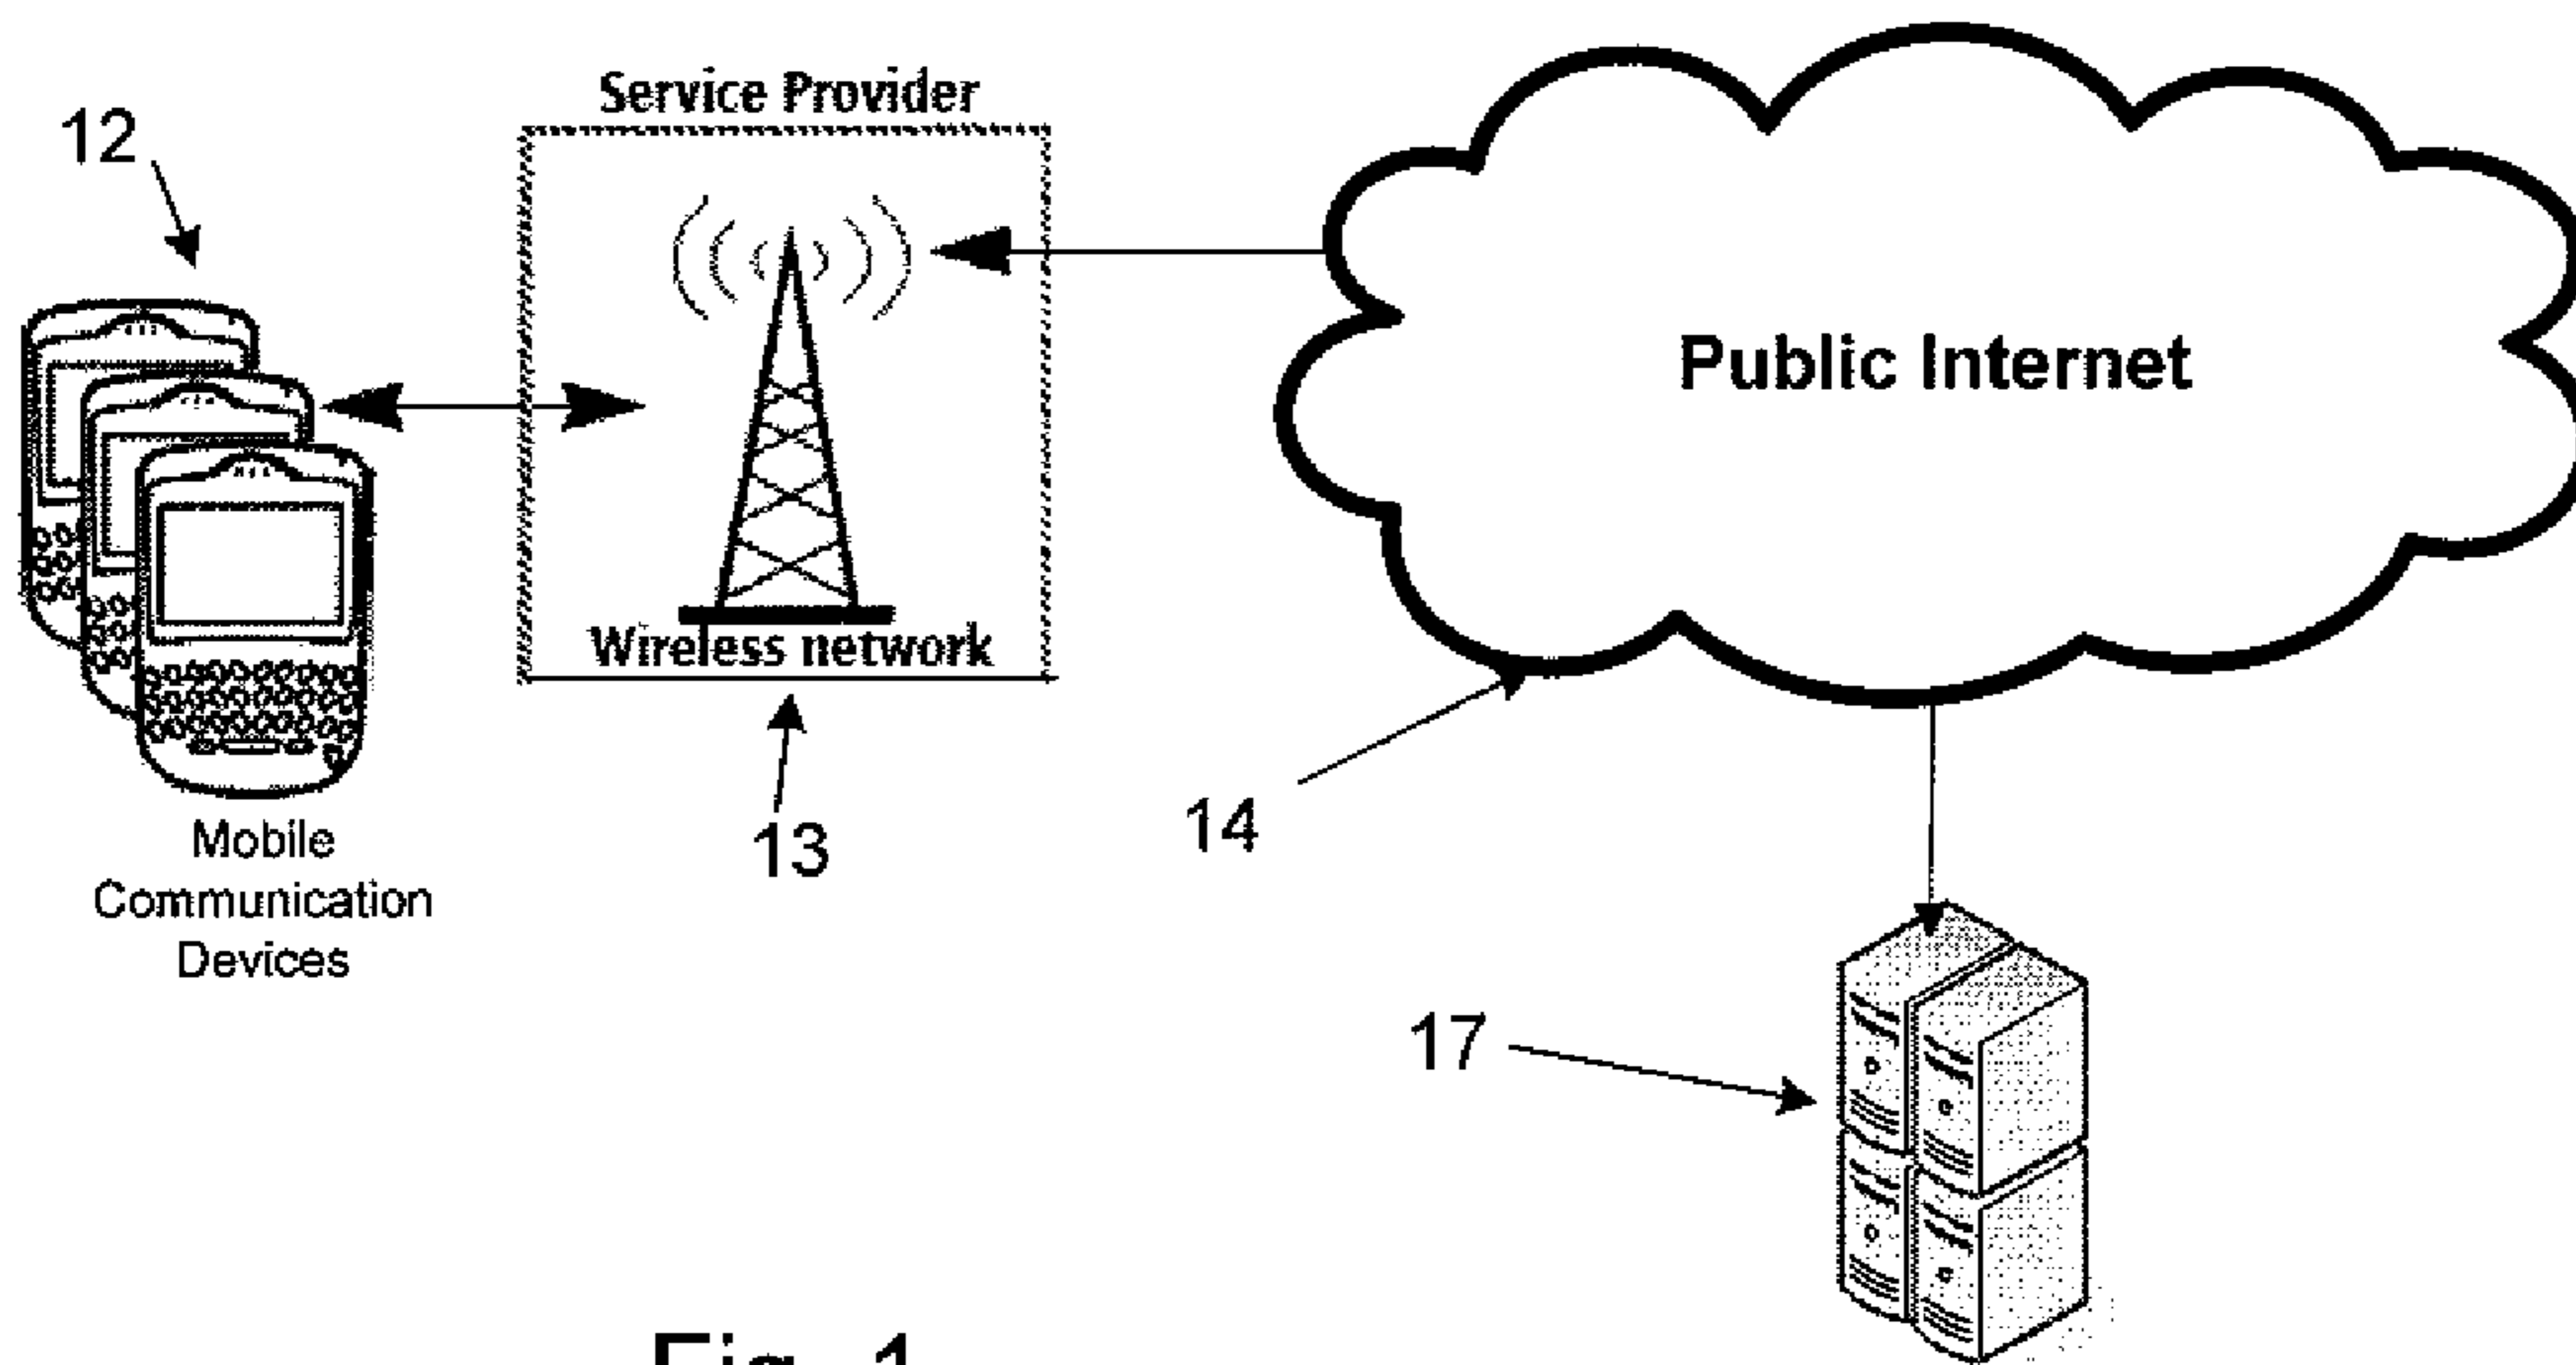 Service Provider
12
Public Internet
Wireless network
Mobile
Communication
Devices
13
14
17
Fig. 1